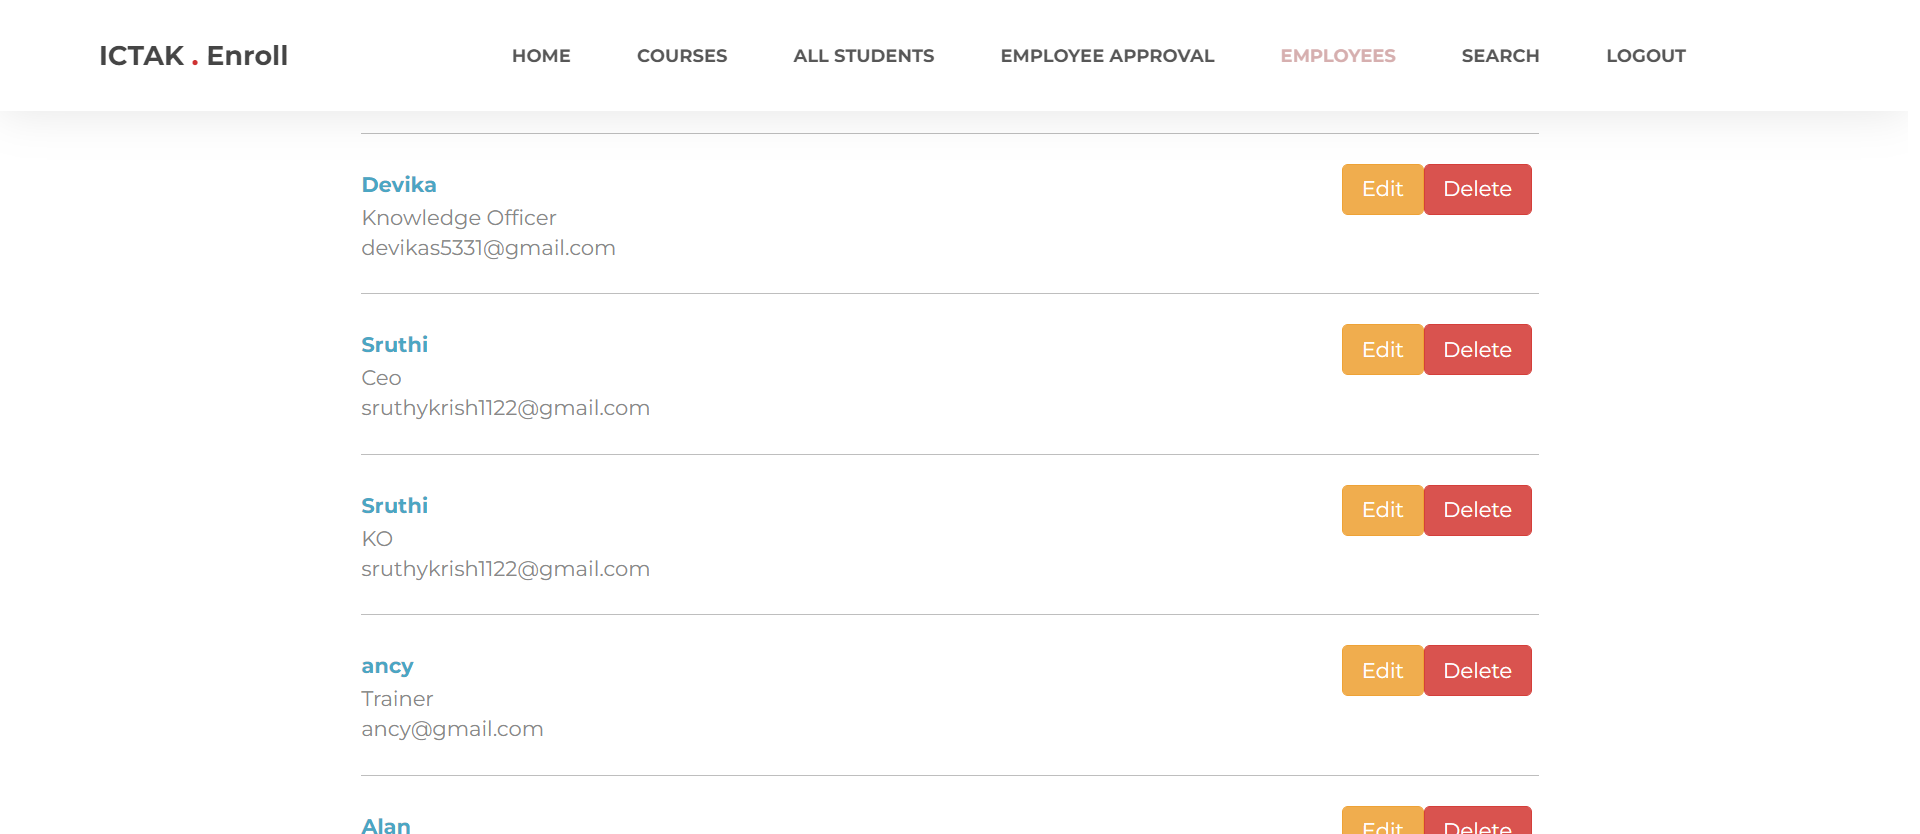 ICTAK . Enroll HOME COURSES ALL STUDENTS EMPLOYEE APPROVAL EMPLOYEES SEARCH LOGOUT
Devika Edit Delete
Knowledge Officer
devikas5331@gmail.com
Sruthi Edit Delete
Ceo
sruthykrish1122@gmail.com
Sruthi Edit Delete
KO
sruthykrish1122@gmail.com
ancy Edit Delete
Trainer
ancy@gmail.com
Alan Edit Delete